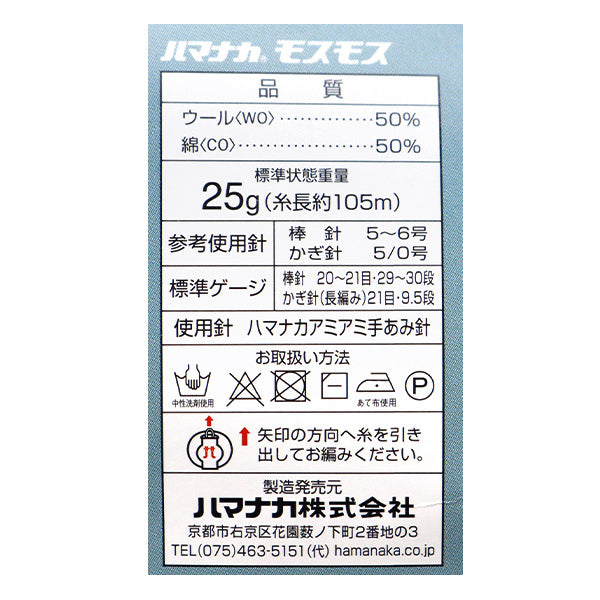 ハマナカ® モスモス
品 質
ウール〈WO〉……………50%
綿〈CO〉…………………50%
標準状態重量
25g(糸長約105m)
参考使用針
棒 針 5〜6号
かぎ針 5/0号
標準ゲージ
棒針 20〜21目・29〜30段
かぎ針(長編み)21目・9.5段
使用針 ハマナカアミアミ手あみ針
お取扱い方法
中性洗剤使用
あて布使用
P
矢印の方向へ糸を引き
出してお編みください。
製造発売元
ハマナカ株式会社
京都市右京区花園薮ノ下町2番地の3
TEL(075)463-5151(代) hamanaka.co.jp